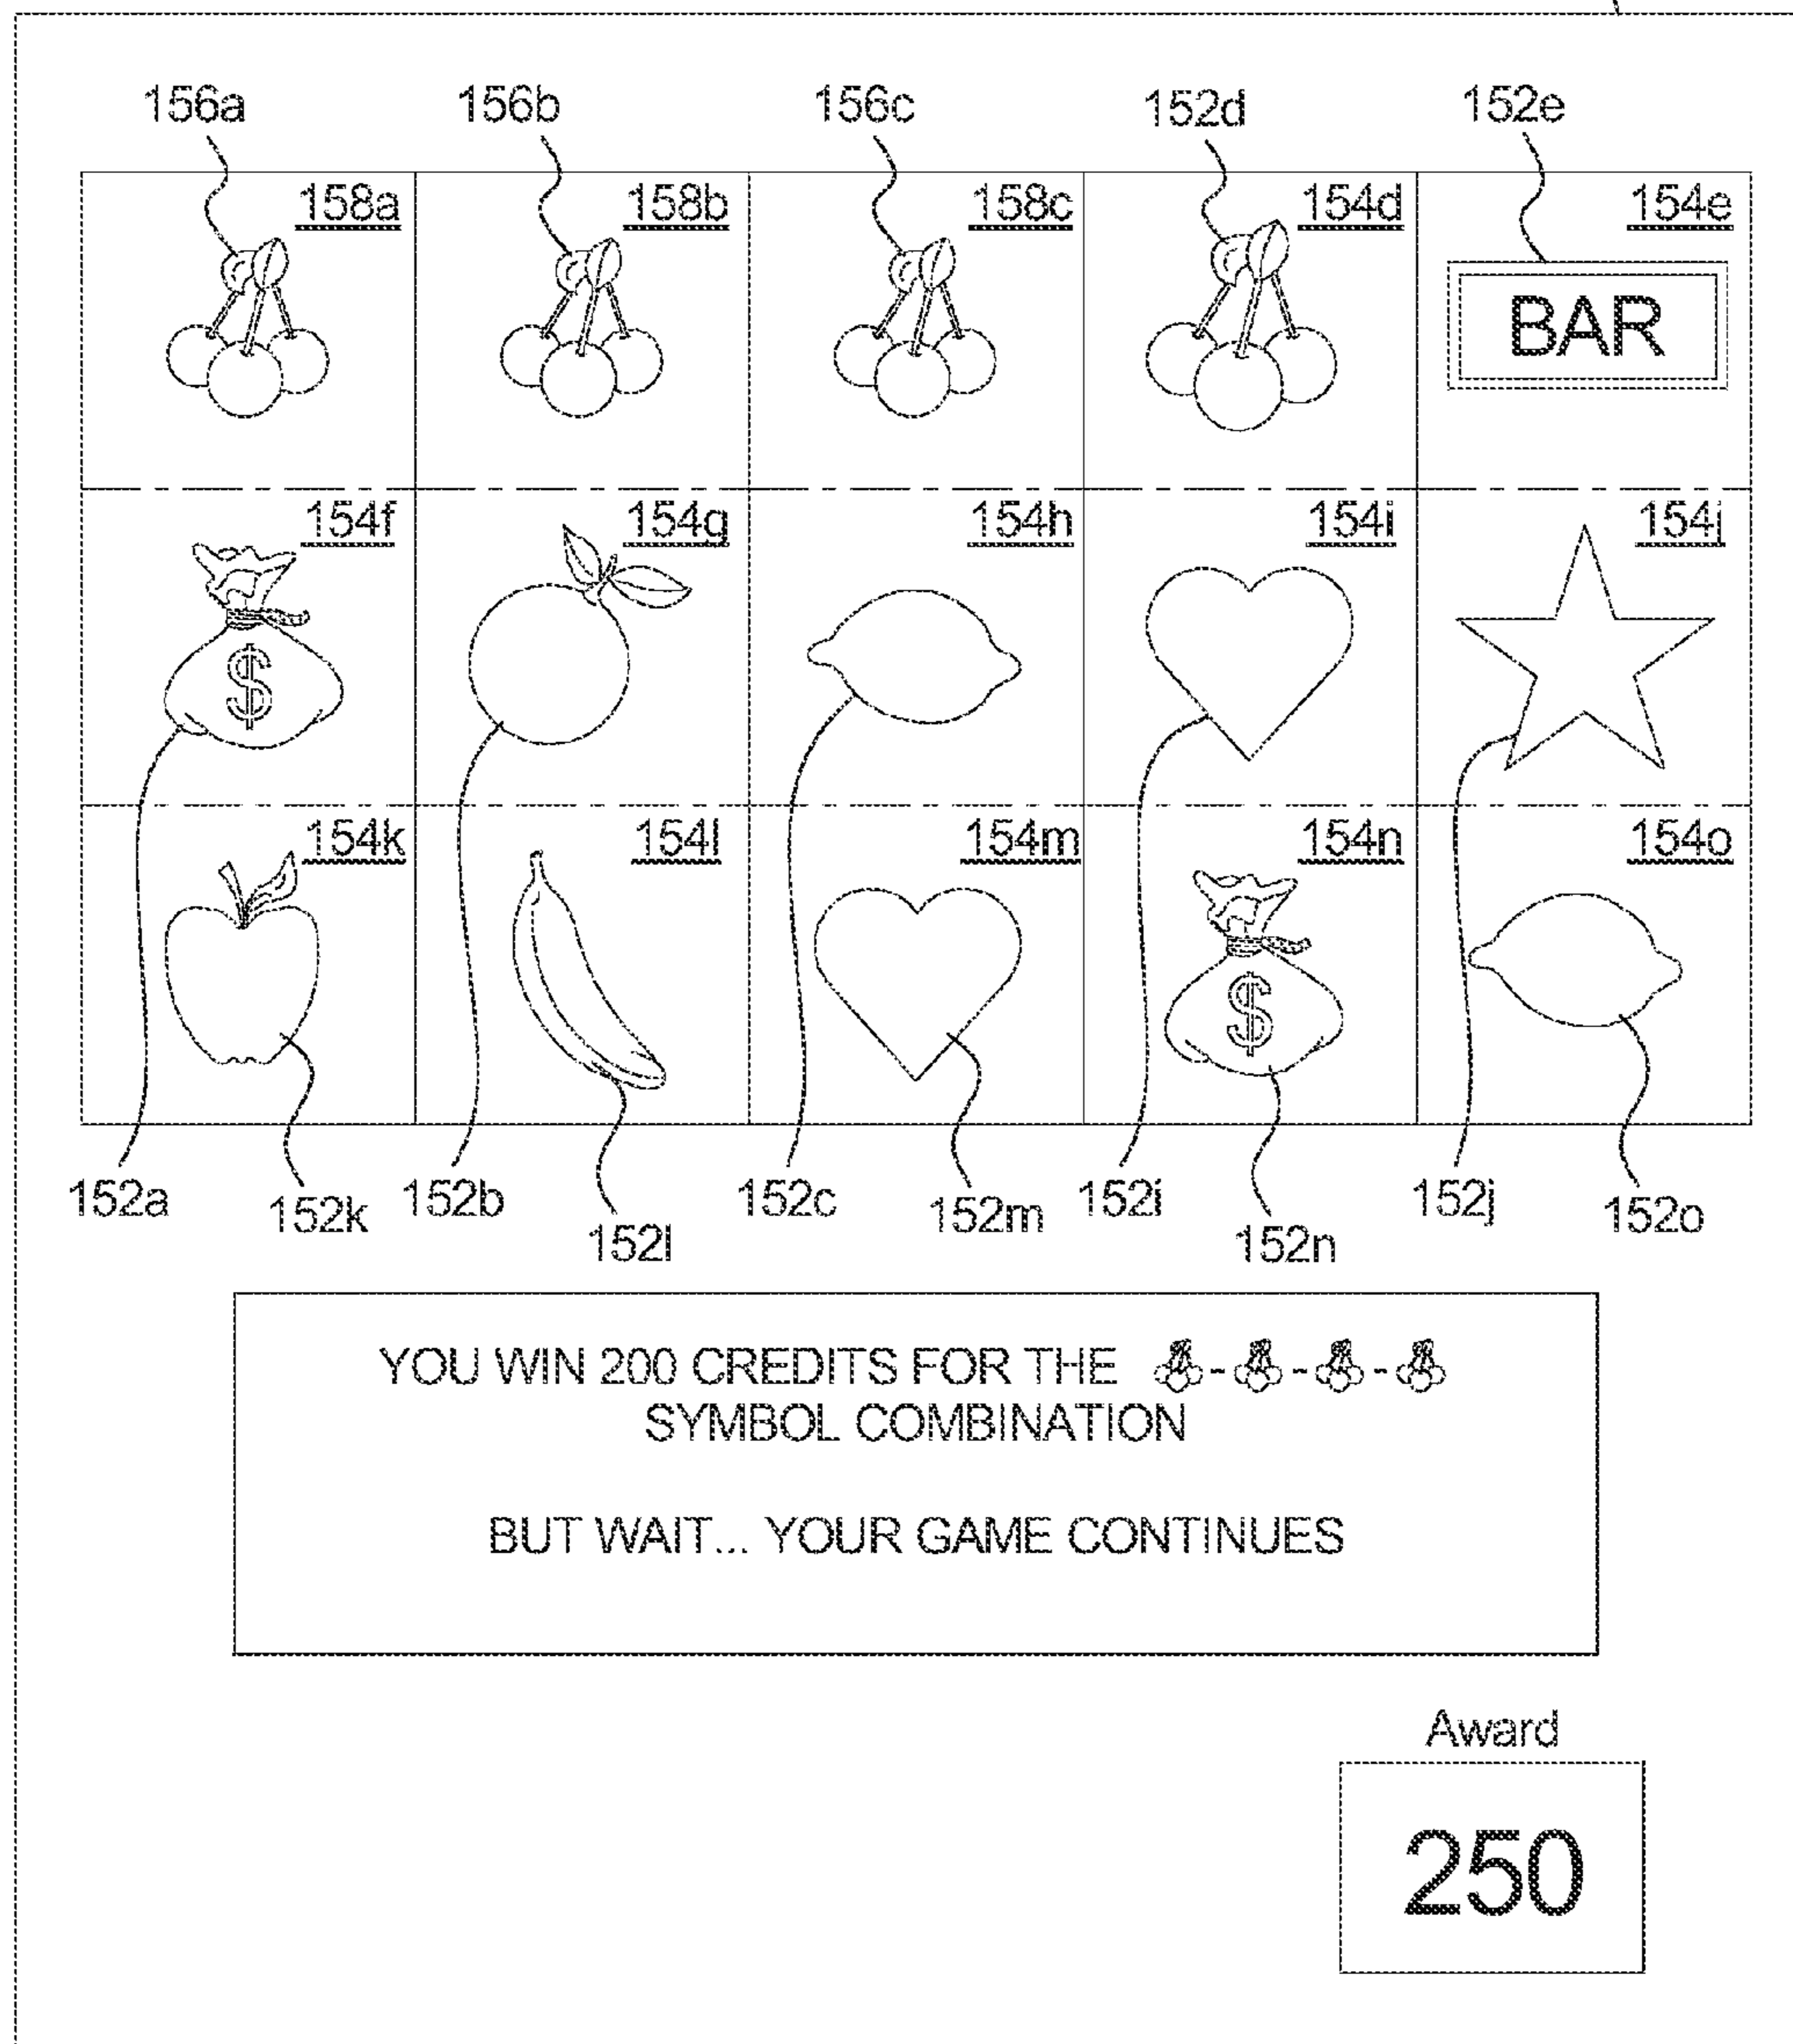 156a 156b 156c 152d 152e
158a 158b 158c 154d 154e
BAR
154f 154g 154h 154i 154j
$
154k 154l 154m 154n 154o
$
152a 152k 152b 152l 152c 152m 152i 152n 152j 152o
YOU WIN 200 CREDITS FOR THE - - -
SYMBOL COMBINATION
BUT WAIT... YOUR GAME CONTINUES
Award
250